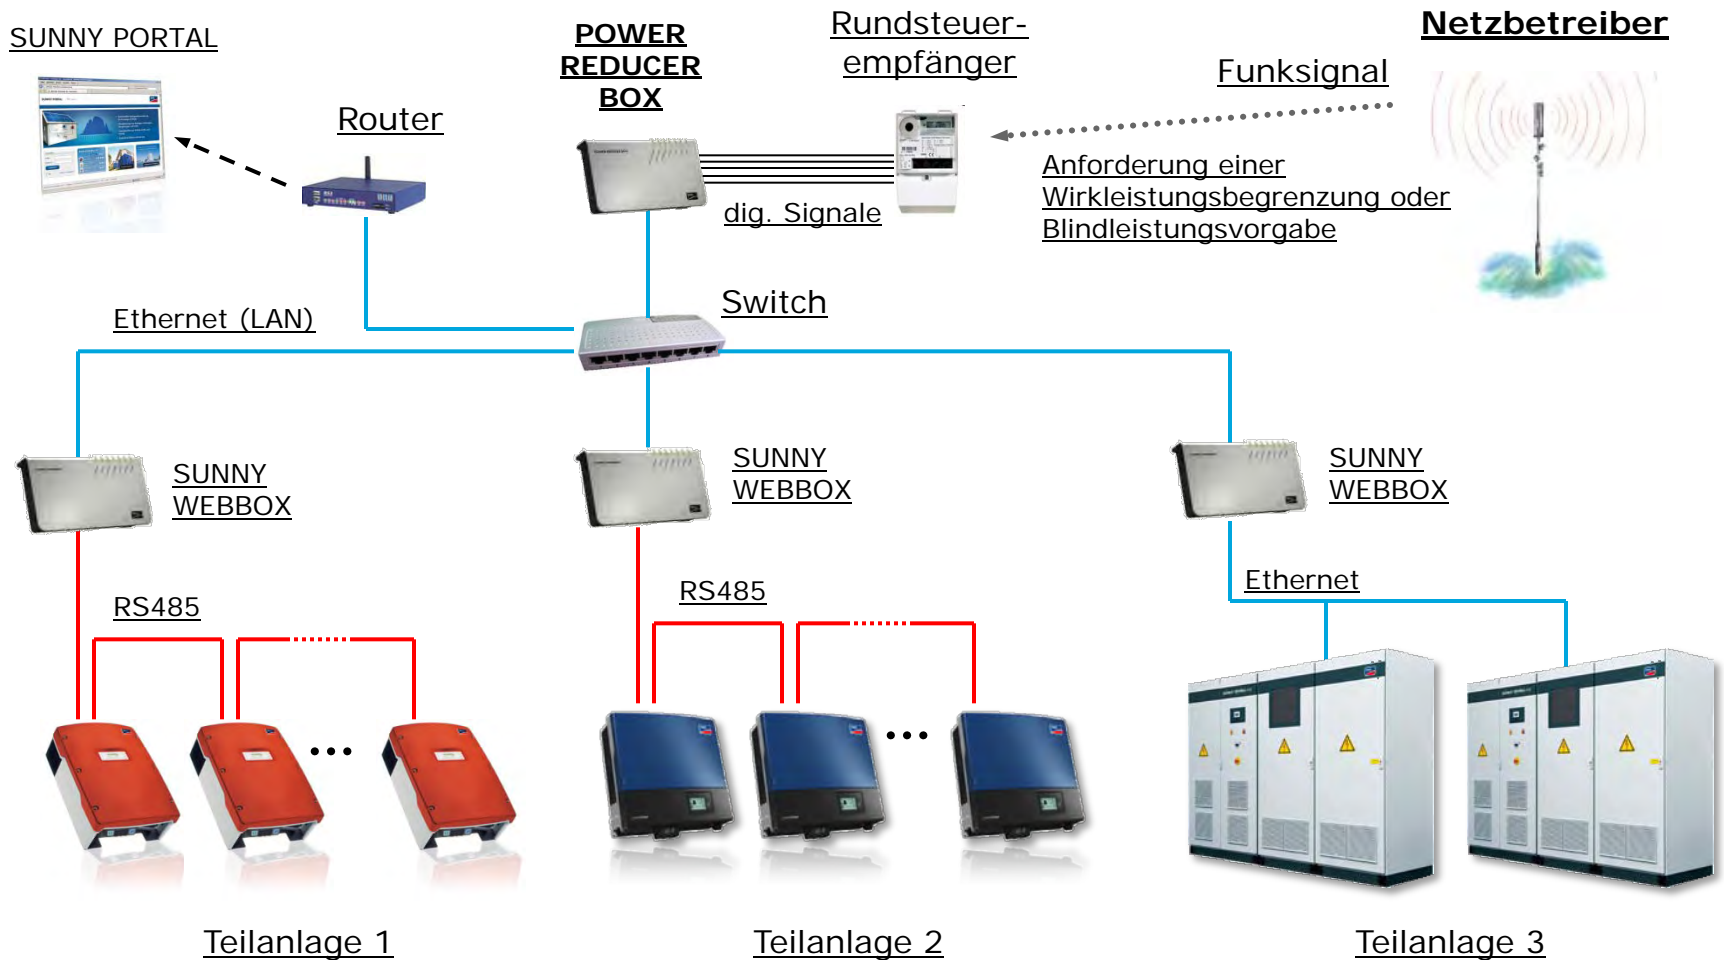 SUNNY PORTAL
POWER
REDUCER
BOX
Rundsteuer-
empfänger
Netzbetreiber
Funksignal
Router
Anforderung einer
Wirkleistungsbegrenzung oder
Blindleistungsvorgabe
dig. Signale
Switch
Ethernet (LAN)
SUNNY
WEBBOX
SUNNY
WEBBOX
SUNNY
WEBBOX
RS485
RS485
Ethernet
Teilanlage 1
Teilanlage 2
Teilanlage 3